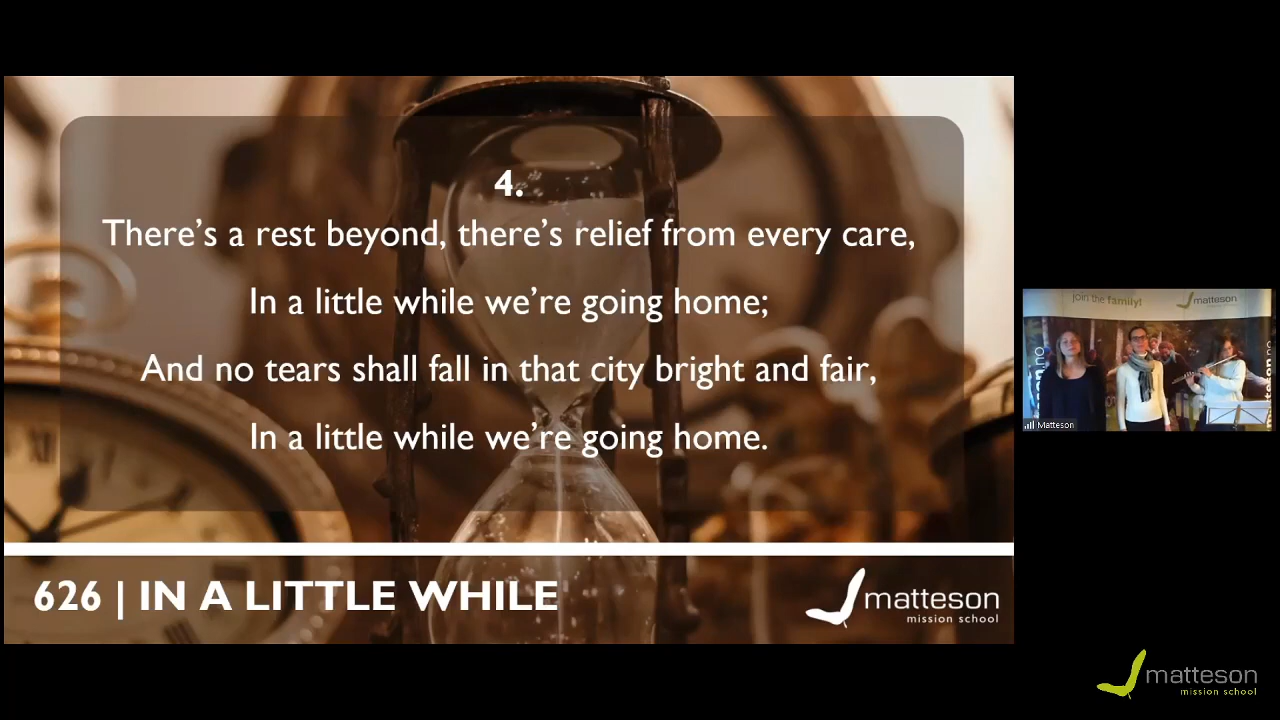 4.
There's a rest beyond, there's relief from every care,
In a little while we're going home;
And no tears shall fall in that city bright and fair,
In a little while we're going home.
626 | IN A LITTLE WHILE
matteson
mission school
join the family!
matteson
Matteson
matteson
mission school